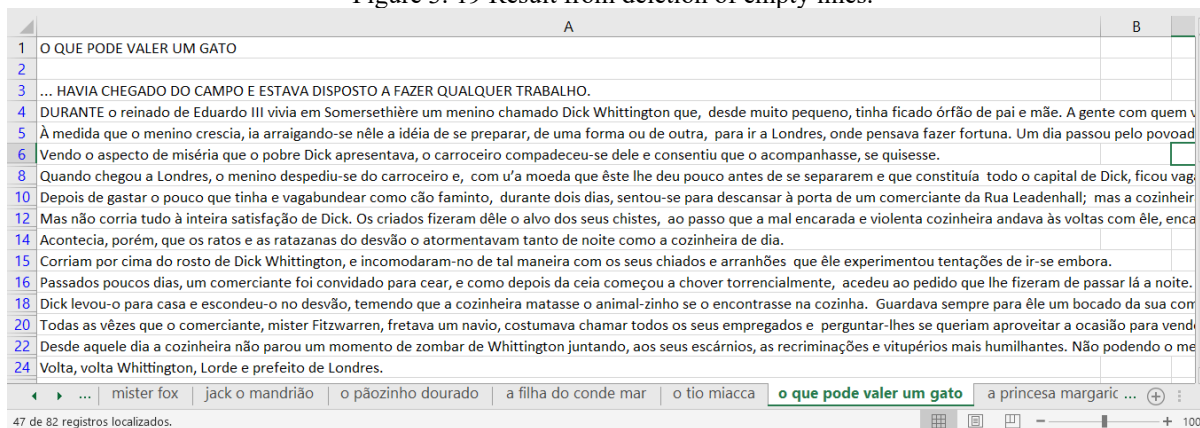 Figure 3. 19 Result from deletion of empty lines.
A B
1 O QUE PODE VALER UM GATO
2
3 ... HAVIA CHEGADO DO CAMPO E ESTAVA DISPOSTO A FAZER QUALQUER TRABALHO.
4 DURANTE o reinado de Eduardo III vivia em Somersethière um menino chamado Dick Whittington que, desde muito pequeno, tinha ficado órfão de pai e mãe. A gente com quem
5 À medida que o menino crescia, ia arraigando-se nêle a idéia de se preparar, de uma forma ou de outra, para ir a Londres, onde pensava fazer fortuna. Um dia passou pelo povoad
6 Vendo o aspecto de miséria que o pobre Dick apresentava, o carroceiro compadeceu-se dele e consentiu que o acompanhasse, se quisesse.
8 Quando chegou a Londres, o menino despediu-se do carroceiro e, com u'a moeda que êste lhe deu pouco antes de se separarem e que constituía todo o capital de Dick, ficou vag
10 Depois de gastar o pouco que tinha e vagabundear como cão faminto, durante dois dias, sentou-se para descansar à porta de um comerciante da Rua Leadenhall; mas a cozinheir
12 Mas não corria tudo à inteira satisfação de Dick. Os criados fizeram dêle o alvo dos seus chistes, ao passo que a mal encarada e violenta cozinheira andava às voltas com êle, enca
14 Acontecia, porém, que os ratos e as ratazanas do desvão o atormentavam tanto de noite como a cozinheira de dia.
15 Corriam por cima do rosto de Dick Whittington, e incomodaram-no de tal maneira com os seus chiados e arranhões que êle experimentou tentações de ir-se embora.
16 Passados poucos dias, um comerciante foi convidado para cear, e como depois da ceia começou a chover torrencialmente, acedeu ao pedido que lhe fizeram de passar lá a noite.
18 Dick levou-o para casa e escondeu-o no desvão, temendo que a cozinheira matasse o animal-zinho se o encontrasse na cozinha. Guardava sempre para êle um bocado da sua com
20 Todas as vêzes que o comerciante, mister Fitzwarren, fretava um navio, costumava chamar todos os seus empregados e perguntar-lhes se queriam aproveitar a ocasião para vend
22 Desde aquele dia a cozinheira não parou um momento de zombar de Whittington juntando, aos seus escárnios, as recriminações e vitupérios mais humilhantes. Não podendo o me
24 Volta, volta Whittington, Lorde e prefeito de Londres.
... mister fox jack o mandrião o pãozinho dourado a filha do conde mar o tio miacca o que pode valer um gato a princesa margaric ...
47 de 82 registros localizados. 100